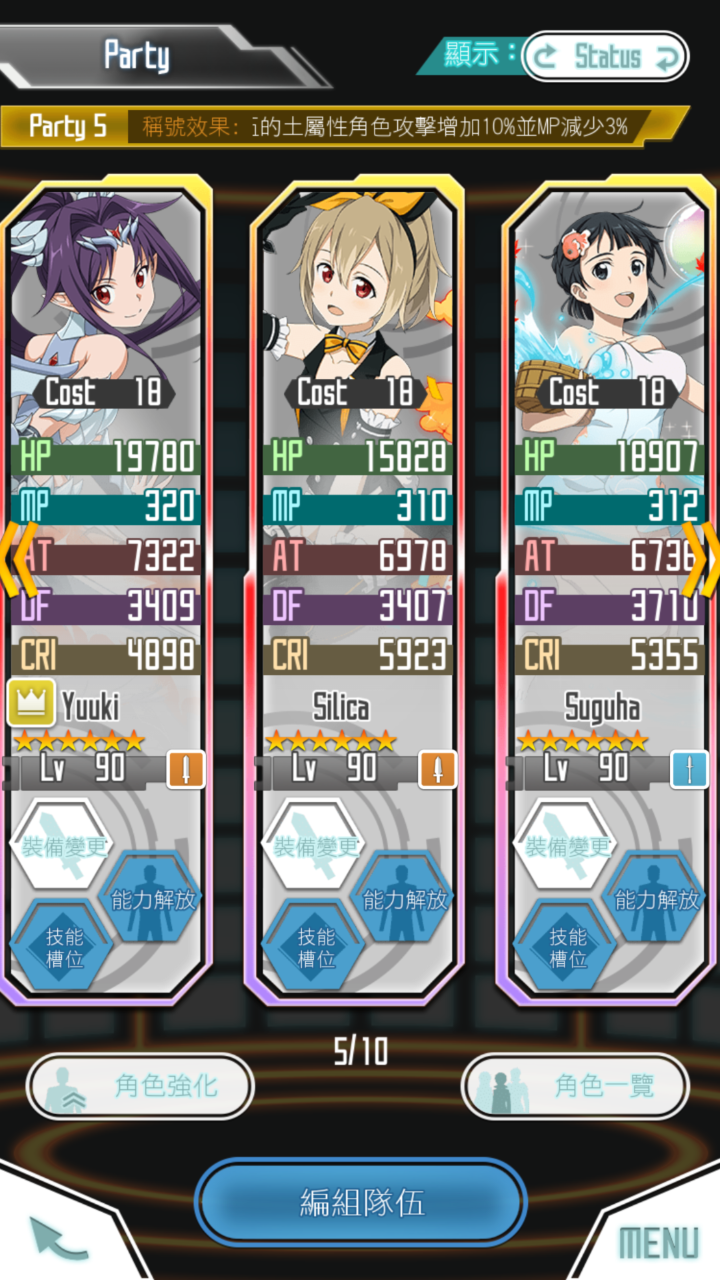 Party
顯示：
Status
Party 5
稱號效果：
的土屬性角色攻擊增加10%並MP減少3%
Cost 18
HP 19780
MP 320
AT 7322
DF 3409
CRI 4898
Yuuki
Lv 90
裝備變更
能力解放
技能
槽位
Cost 18
HP 15828
MP 310
AT 6978
DF 3407
CRI 5923
Silica
Lv 90
裝備變更
能力解放
技能
槽位
Cost 18
HP 18907
MP 312
AT 6736
DF 3710
CRI 5355
Suguha
Lv 90
裝備變更
能力解放
技能
槽位
5/10
角色強化
角色一覽
編組隊伍
MENU